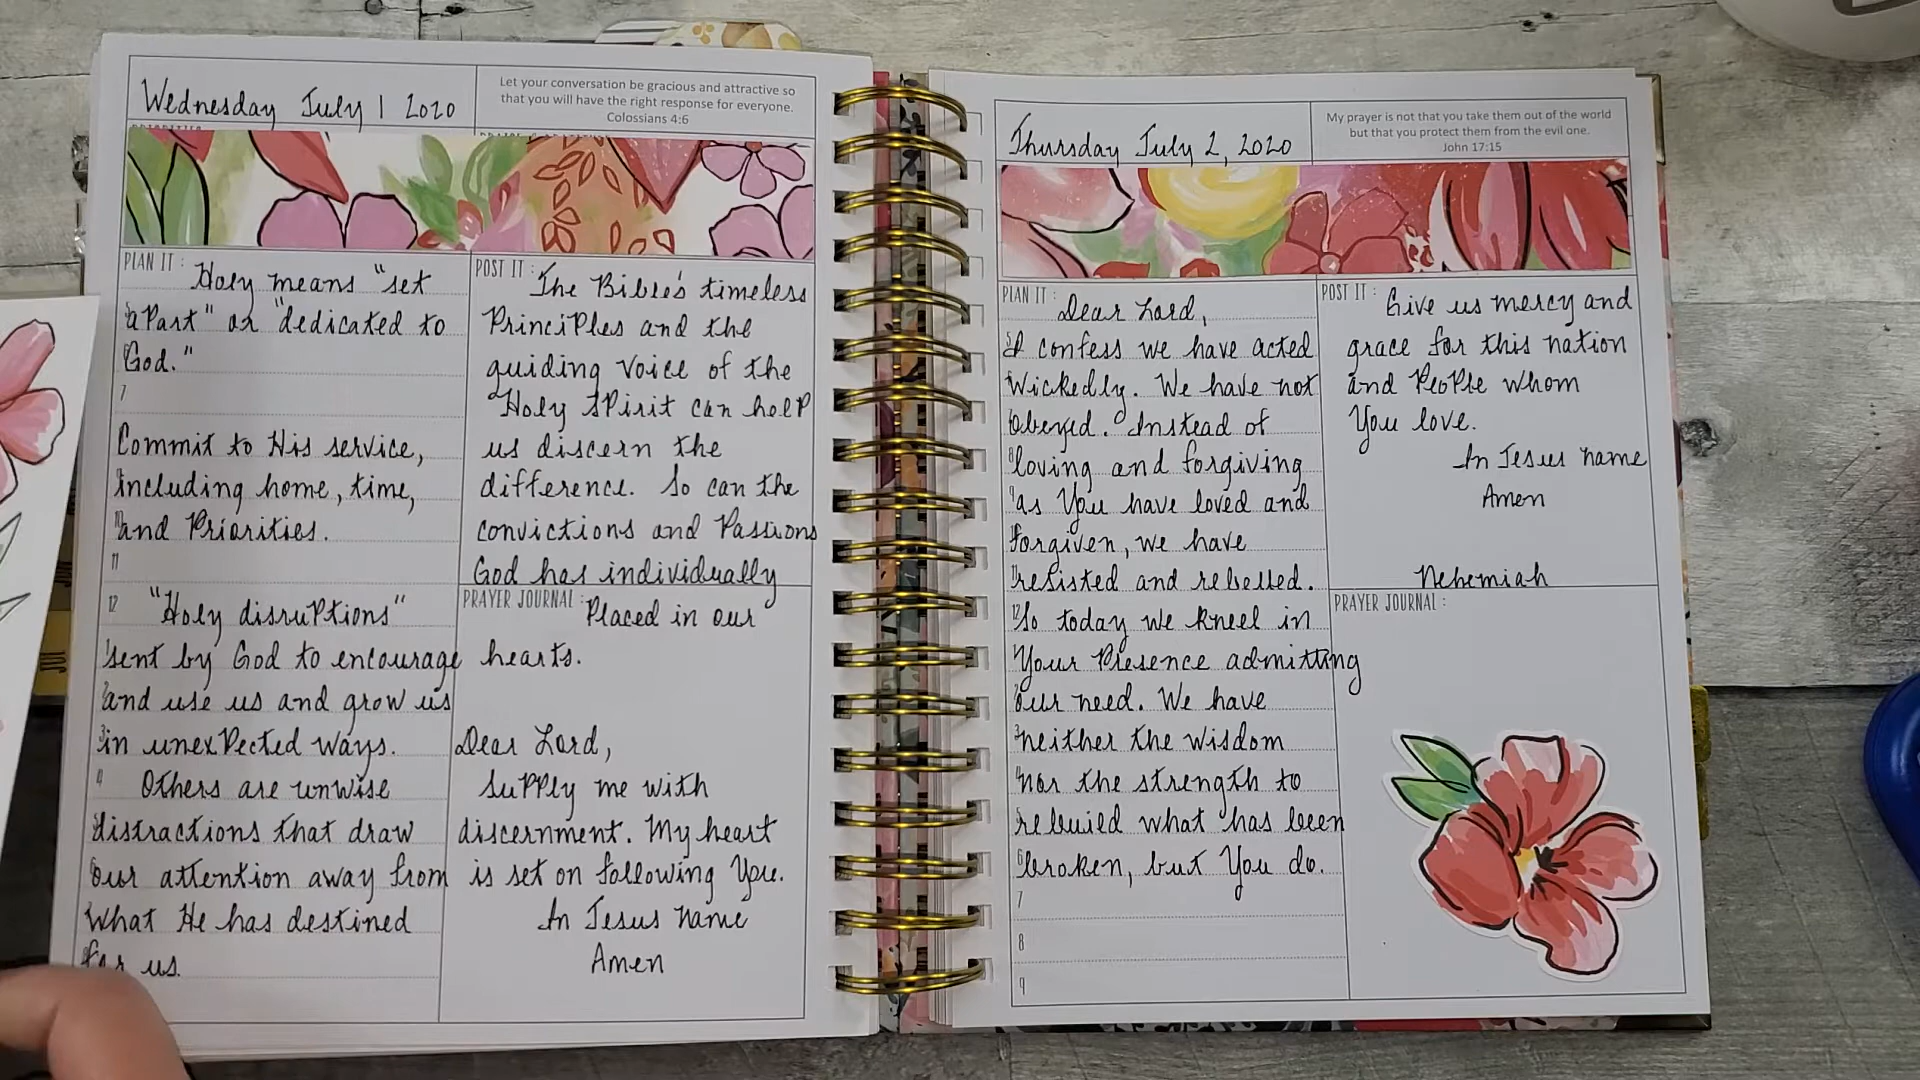 Wednesday July 1 2020
Let your conversation be gracious and attractive so
that you will have the right response for everyone.
Colossians 4:6
PLAN IT :
Holy means "set
apart" or "dedicated to
God."
7
Commit to His service,
including home, time,
and Priorities.
11
12
"Holy disruptions"
sent by God to encourage
and use us and grow us
in unexpected ways.
Others are unwise
distractions that draw
our attention away from
what He has destined
for us.
POST IT :
The Bible's timeless
Principles and the
guiding voice of the
Holy Spirit can help
us discern the
difference. So can the
convictions and Passions
God has individually
PRAYER JOURNAL :
Placed in our
hearts.
Dear Lord,
Supply me with
discernment. My heart
is set on following You.
In Jesus name
Amen
Thursday July 2, 2020
My prayer is not that you take them out of the world
but that you protect them from the evil one.
John 17:15
PLAN IT :
Dear Lord,
I confess we have acted
Wickedly. We have not
obeyed. Instead of
loving and forgiving
as You have loved and
forgiven, we have
resisted and rebelled.
12
So today we kneel in
Your Presence admitting
our need. We have
neither the wisdom
nor the strength to
rebuild what has been
broken, but You do.
7
8
9
POST IT :
Give us mercy and
grace for this nation
and People whom
You love.
In Jesus name
Amen
Nehemiah
PRAYER JOURNAL :